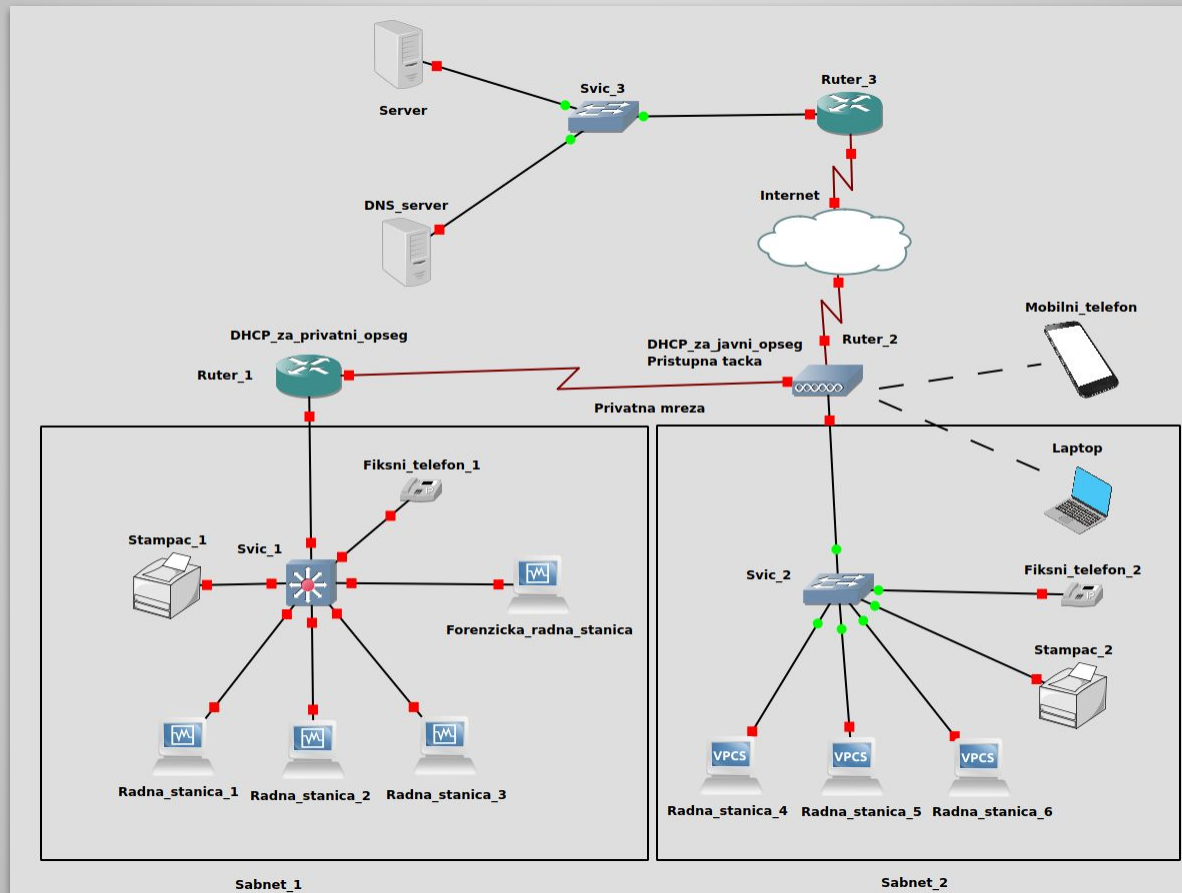 Svic_3
Ruter_3
Server
Internet
DNS_server
Mobilni_telefon
DHCP_za_privatni_opseg
DHCP_za_javni_opseg
Pristupna tacka
Ruter_2
Ruter_1
Privatna mreza
Laptop
Fiksni_telefon_1
Stampac_1
Svic_1
Svic_2
Fiksni_telefon_2
Forenzicka_radna_stanica
Stampac_2
VPCS
VPCS
VPCS
Radna_stanica_1
Radna_stanica_2
Radna_stanica_3
Radna_stanica_4
Radna_stanica_5
Radna_stanica_6
Sabnet_1
Sabnet_2